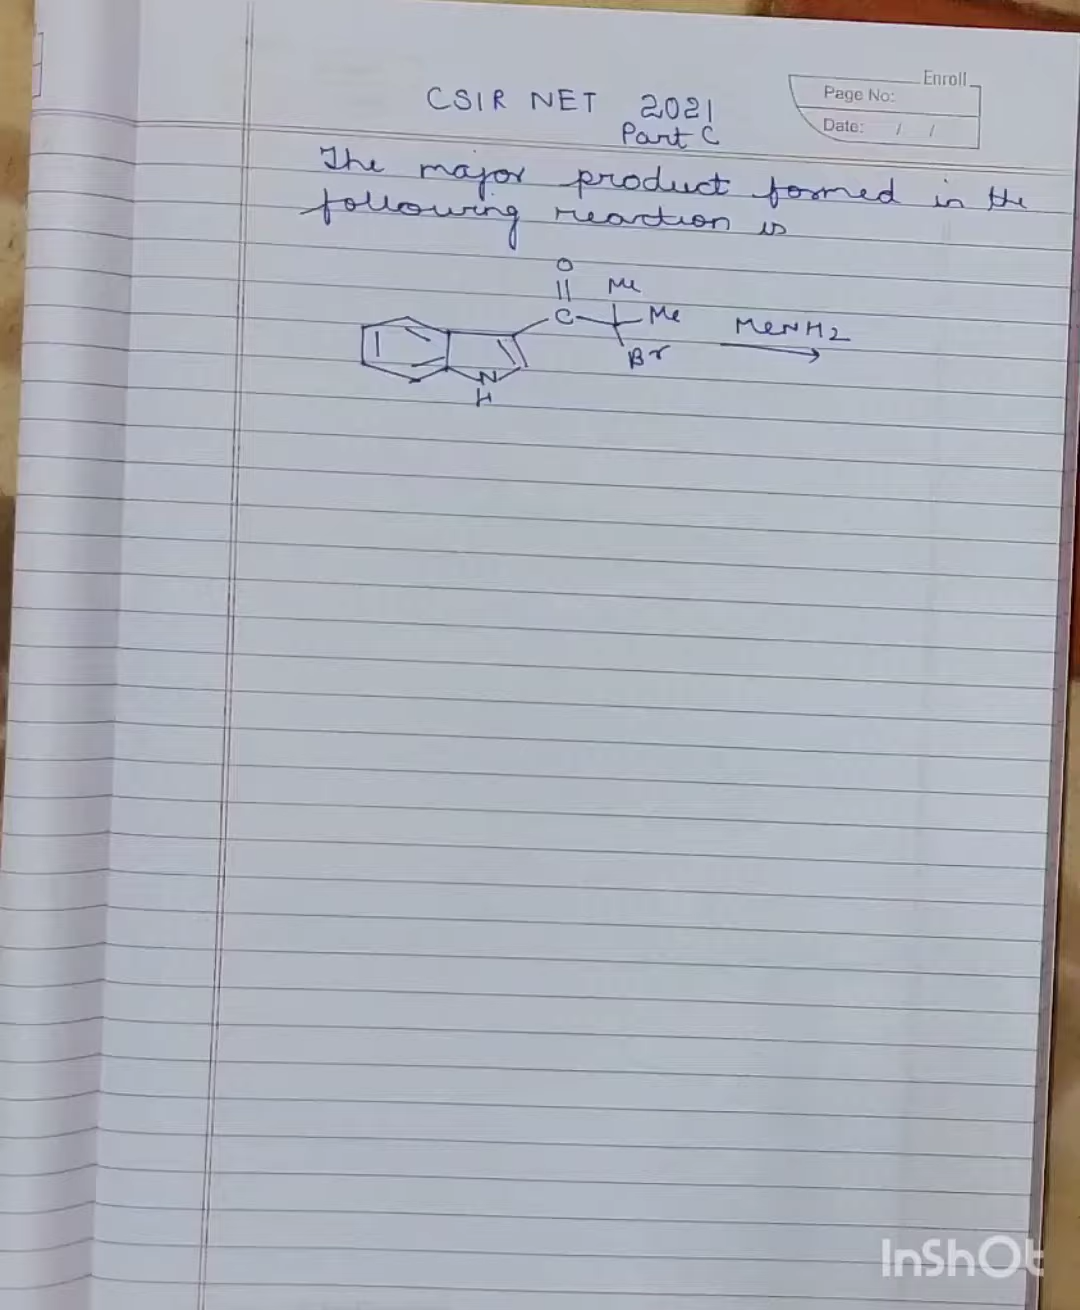 Enroll
Page No:
Date: / /
CSIR NET 2021
Part C
The major product formed in the
following reaction is
O
C
Me
Me
Br
MeNH2
N
H
InShOt